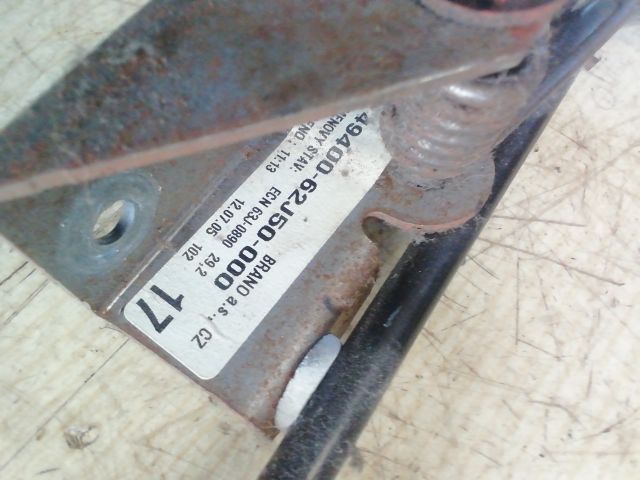 49400-62J50-000
BRANO a.s., CZ
ENOVY STAV: ECN 63J-0890 29,2
ENO: 11:13 12.07.05 102
17